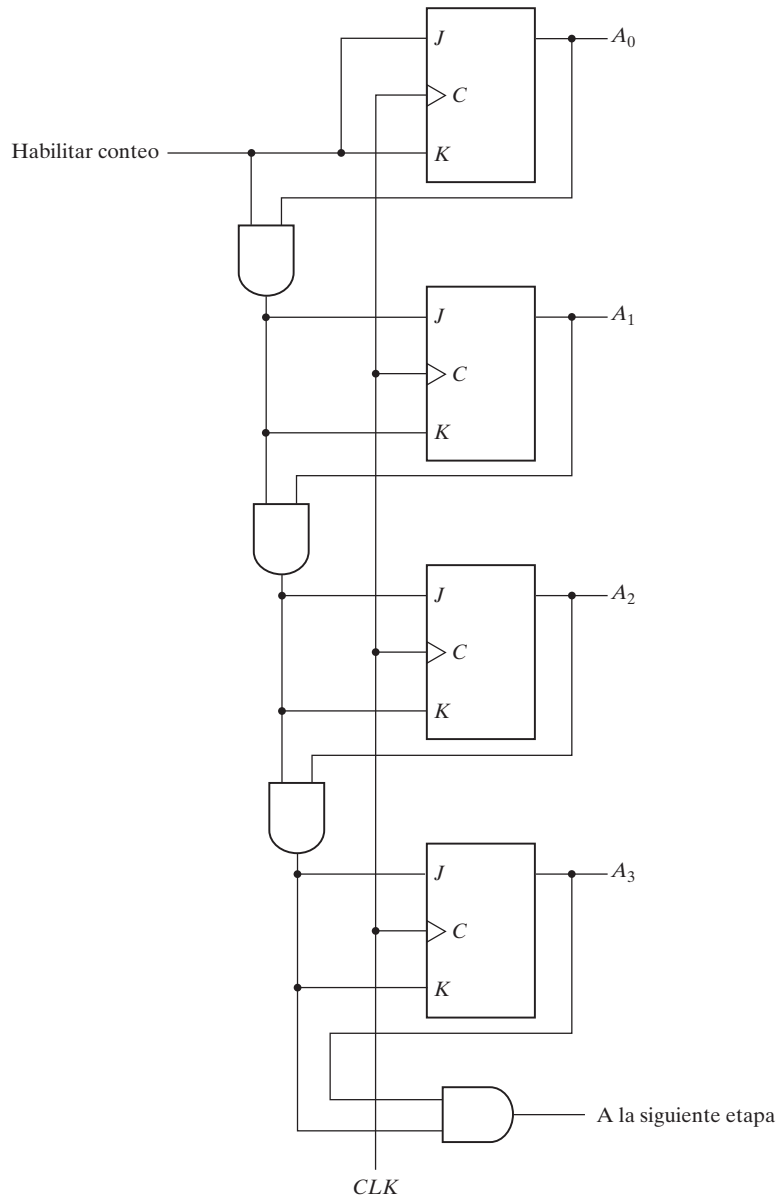 J
A₀
C
Habilitar conteo
K
J
A₁
C
K
J
A₂
C
K
J
A₃
C
K
A la siguiente etapa
CLK